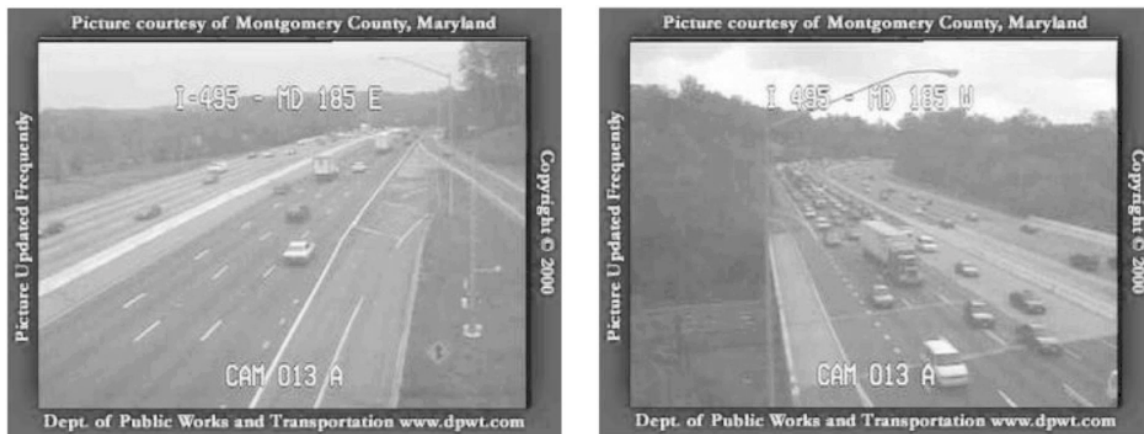 Picture courtesy of Montgomery County, Maryland
I-495 - MD 185 E
Picture Updated Frequently
Copyright © 2000
CAM 013 A
Dept. of Public Works and Transportation www.dpwt.com
Picture courtesy of Montgomery County, Maryland
I 495 - MD 185 W
Picture Updated Frequently
Copyright © 2000
CAM 013 A
Dept. of Public Works and Transportation www.dpwt.com